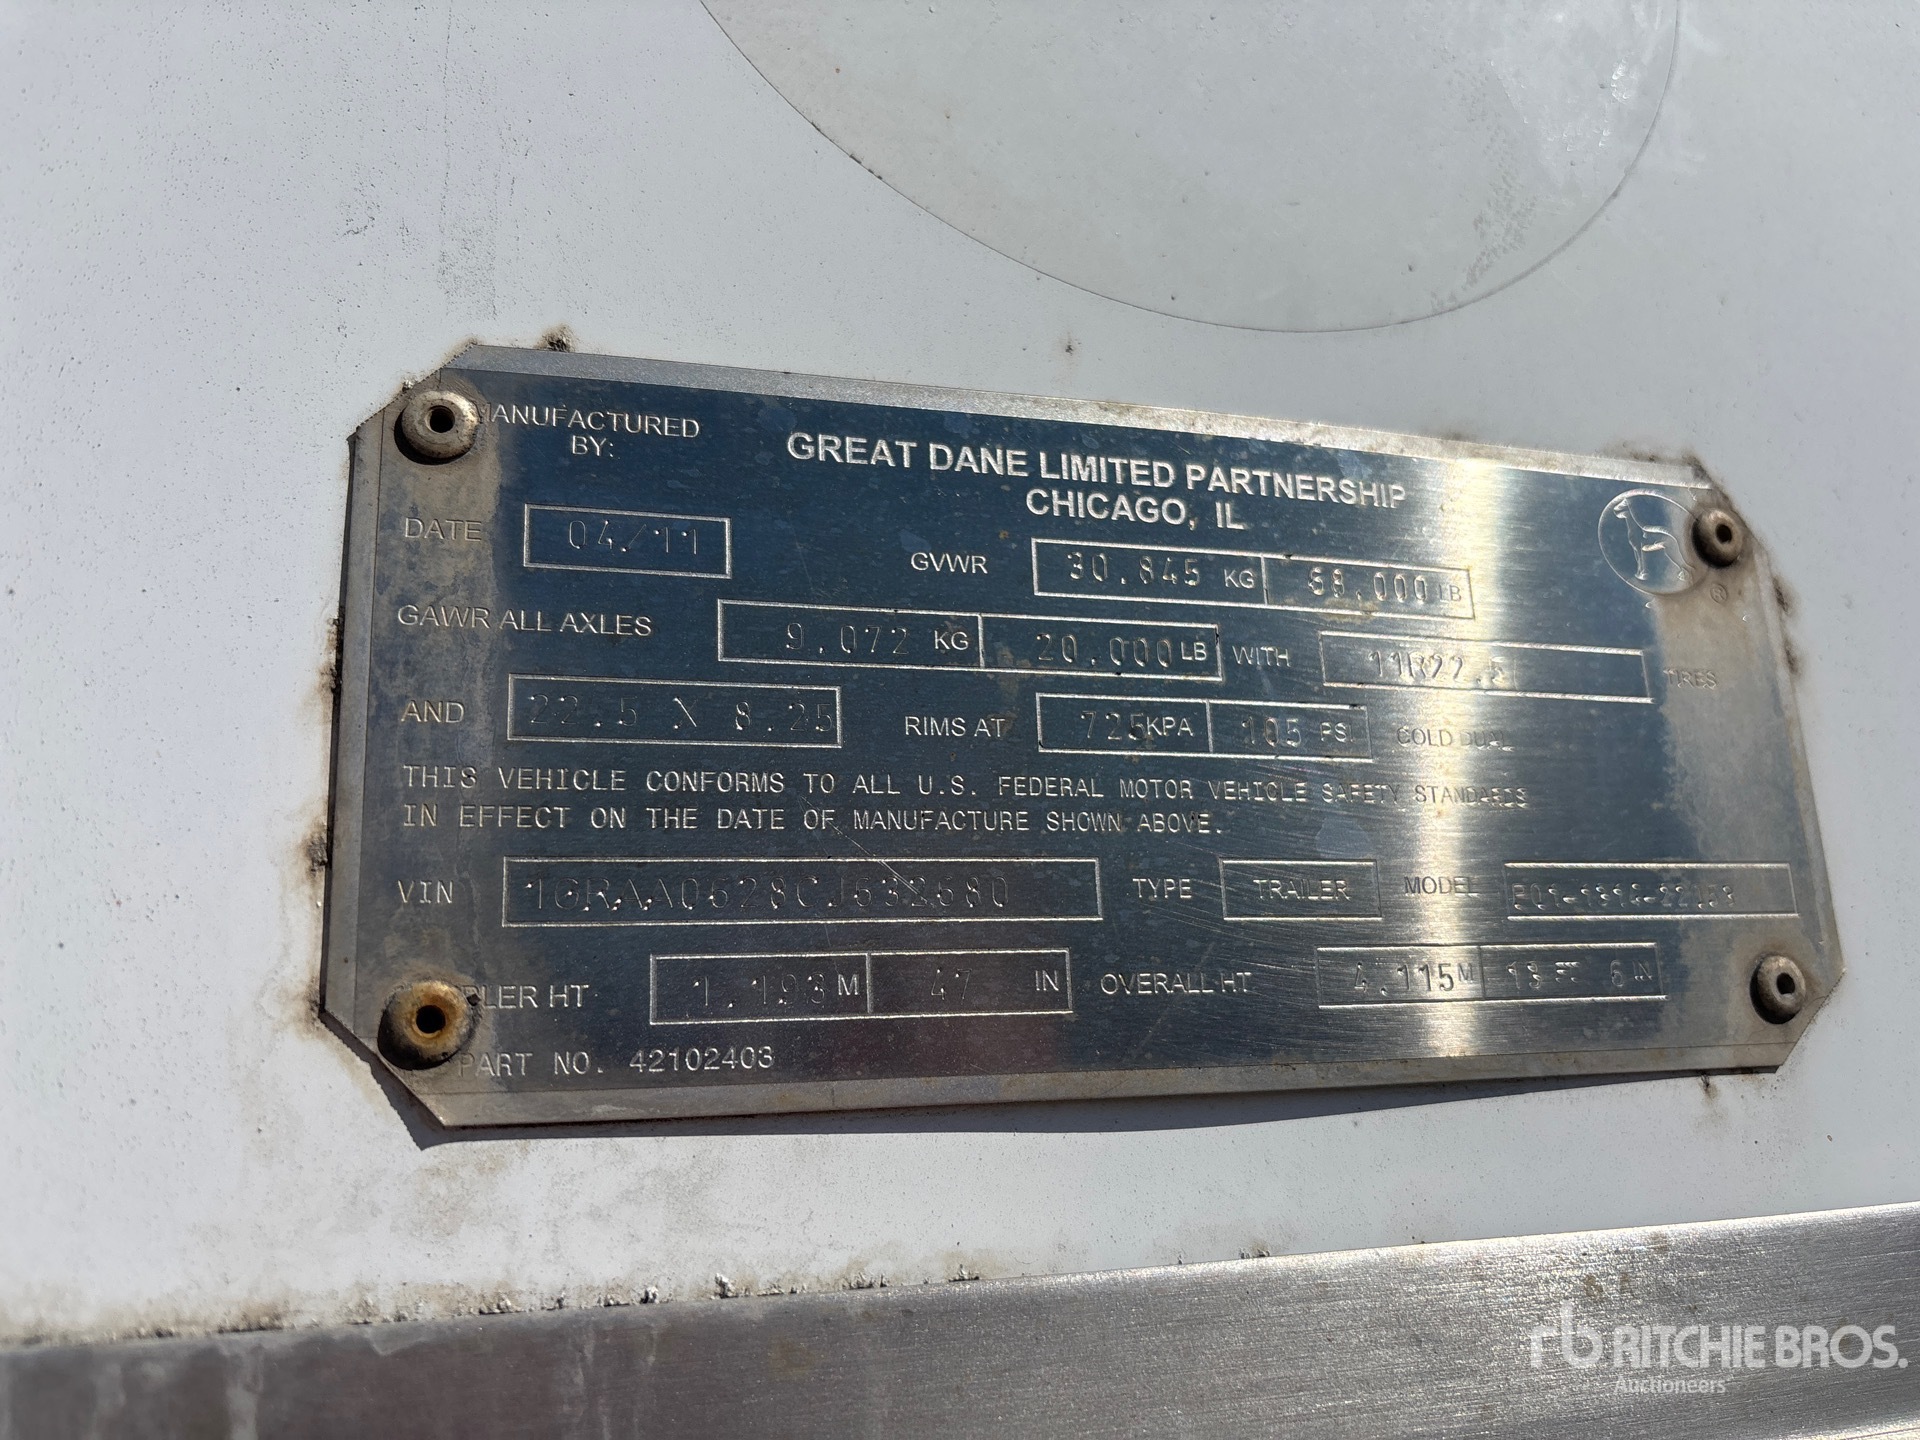 MANUFACTURED BY: GREAT DANE LIMITED PARTNERSHIP
CHICAGO, IL
DATE 04/11 GVWR 30.845 KG 68.000 LB
®
GAWR ALL AXLES 9.072 KG 20.000 LB WITH 11R22.5 TIRES
AND 22.5 X 8.25 RIMS AT 725 KPA 105 PSI COLD DUAL
THIS VEHICLE CONFORMS TO ALL U.S. FEDERAL MOTOR VEHICLE SAFETY STANDARDS
IN EFFECT ON THE DATE OF MANUFACTURE SHOWN ABOVE.
VIN 1GRAA0628CJ632680 TYPE TRAILER MODEL
HT 1.193 M 47 IN OVERALL HT 4.115 M 13 FT 6 IN
PART NO. 42102403
rb RITCHIE BROS.
Auctioneers